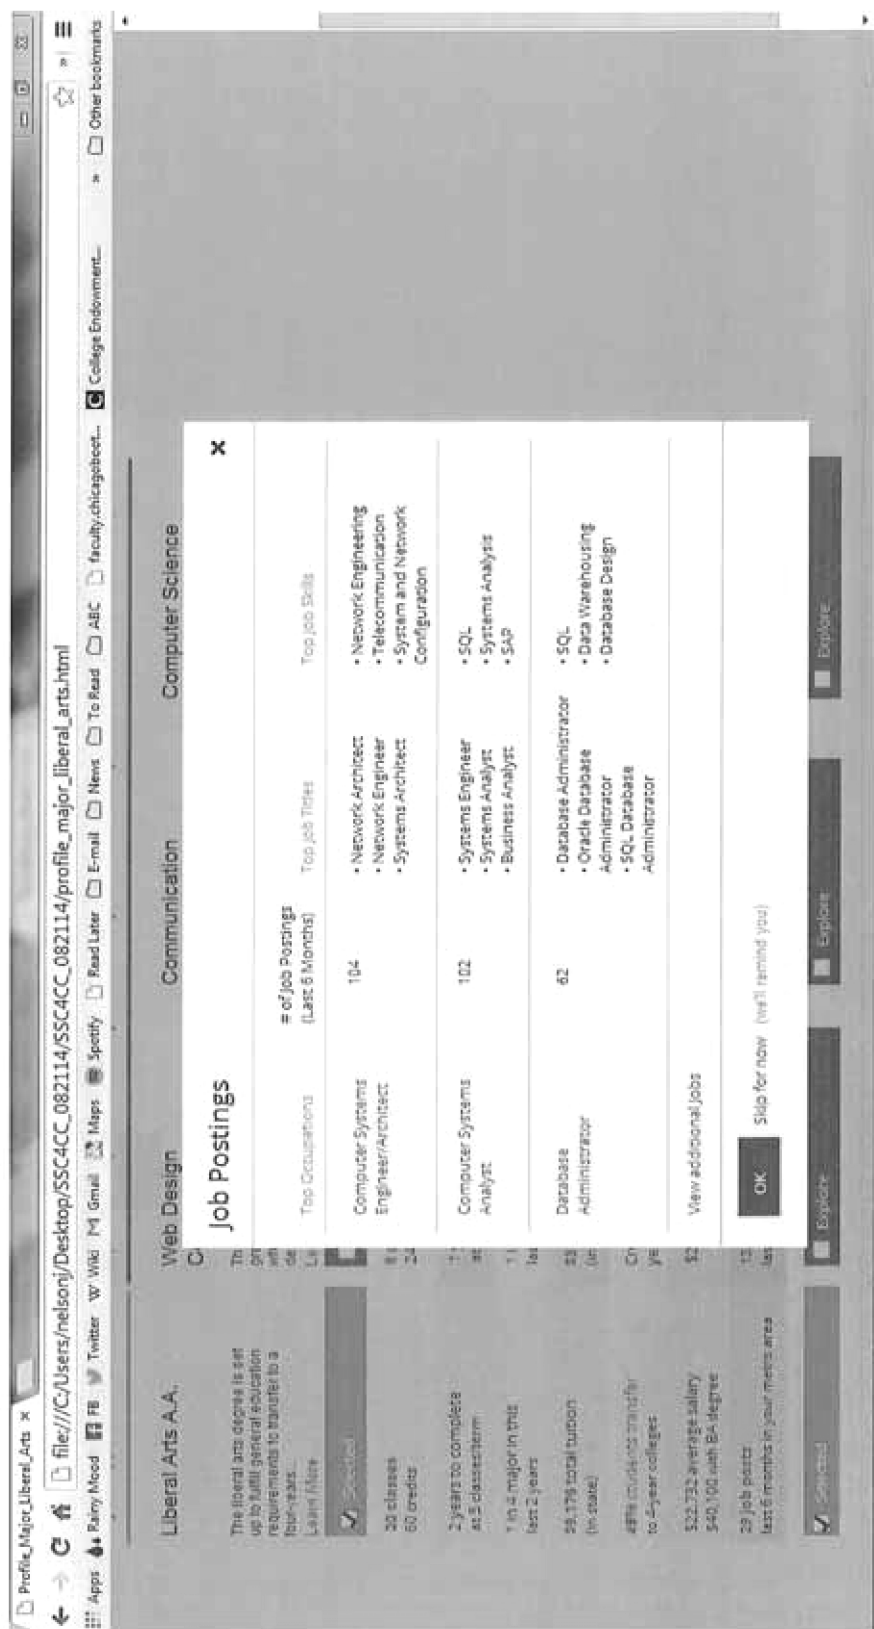 Profile_Major_Liberal_Arts ×
file:///C:/Users/nelsonj/Desktop/SSC4CC_082114/SSC4CC_082114/profile_major_liberal_arts.html
Apps Rainy Mood FB Twitter W Wiki Gmail Maps Spotify Read Later E-mail News To Read ABC faculty.chicagoboot... College Endowment... » Other bookmarks
Liberal Arts A.A.
The liberal arts degree is set
up to fulfill general education
requirements to transfer to a
four-years...
Learn More
Selected
20 classes
60 credits
2 years to complete
at 5 classes/term
1 in 4 major in this
last 2 years
$9,176 total tuition
(in state)
49% students transfer
to 4-year colleges
$22,732 average salary
$40,100 with BA degree
29 job posts
last 6 months in your metro area
Selected
Web Design
Communication
Computer Science
Job Postings
×
Top Occupations
# of Job Postings
(Last 6 Months)
Top Job Titles
Top Job Skills
Computer Systems
Engineer/Architect
104
• Network Architect
• Network Engineer
• Systems Architect
• Network Engineering
• Telecommunication
• System and Network
Configuration
Computer Systems
Analyst
102
• Systems Engineer
• Systems Analyst
• Business Analyst
• SQL
• Systems Analysis
• SAP
Database
Administrator
62
• Database Administrator
• Oracle Database
Administrator
• SQL Database
Administrator
• SQL
• Data Warehousing
• Database Design
View additional jobs
OK
Skip for now (we'll remind you)
Explore
Explore
Explore